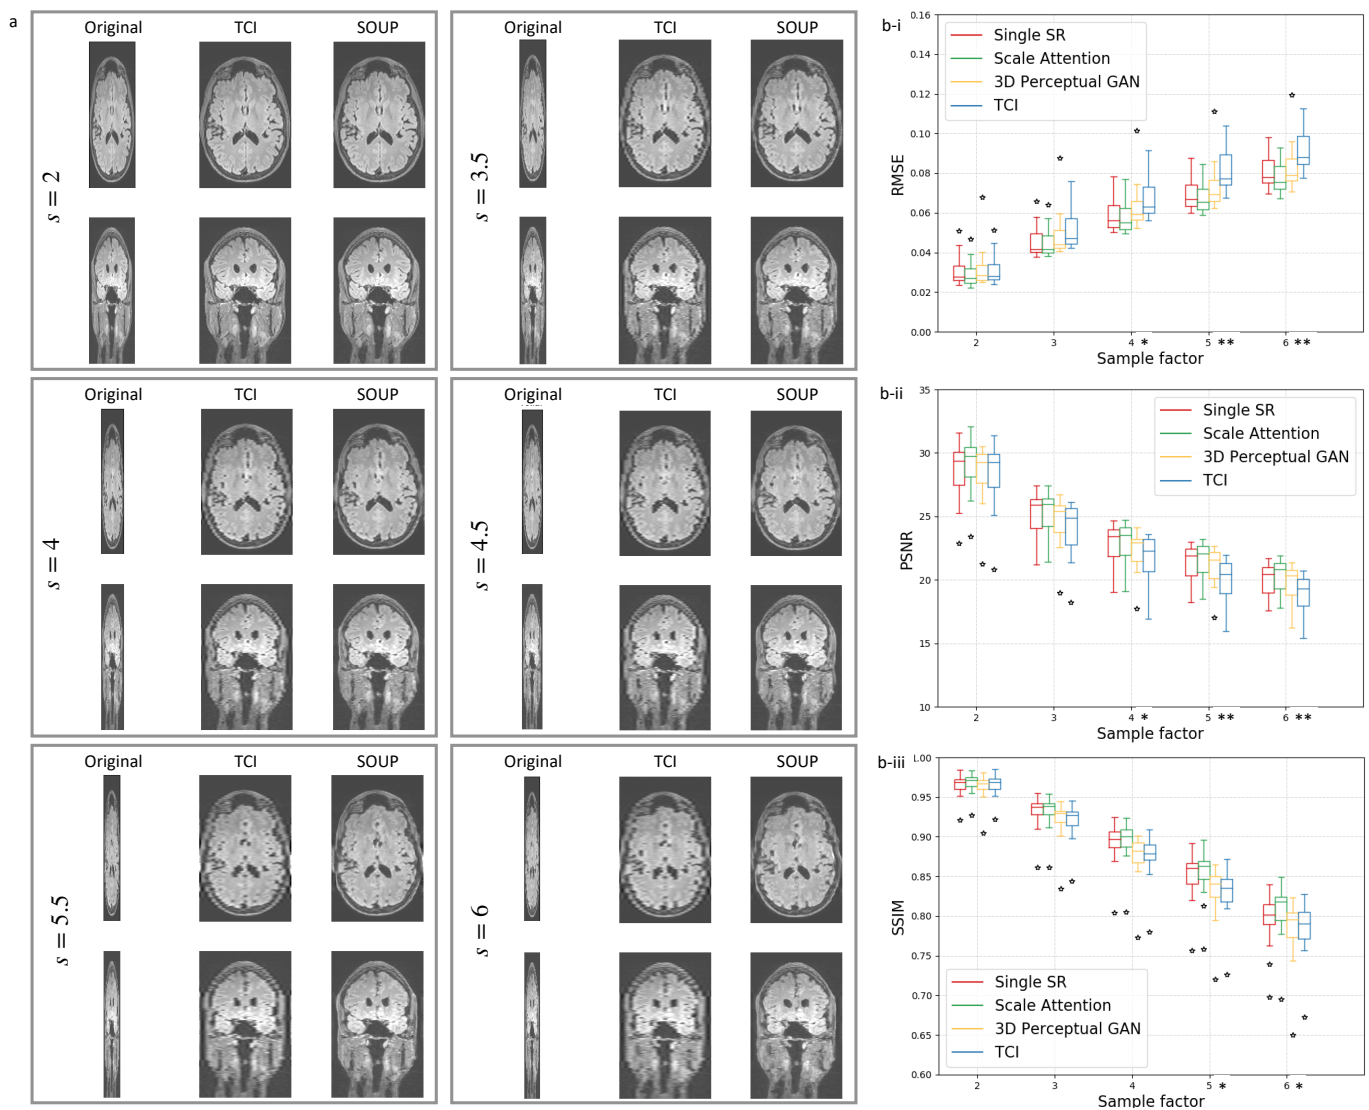 a
Original TCI SOUP
s = 2
Original TCI SOUP
s = 3.5
Original TCI SOUP
s = 4
Original TCI SOUP
s = 4.5
Original TCI SOUP
s = 5.5
Original TCI SOUP
s = 6
b-i
Single SR
Scale Attention
3D Perceptual GAN
TCI
0.16
0.14
0.12
0.10
0.08
0.06
0.04
0.02
0.00
RMSE
2 3 4 * 5 ** 6 **
Sample factor
b-ii
Single SR
Scale Attention
3D Perceptual GAN
TCI
35
30
25
20
15
10
PSNR
2 3 4 * 5 ** 6 **
Sample factor
b-iii
1.00
0.95
0.90
0.85
0.80
0.75
0.70
0.65
0.60
SSIM
Single SR
Scale Attention
3D Perceptual GAN
TCI
2 3 4 5 * 6 *
Sample factor